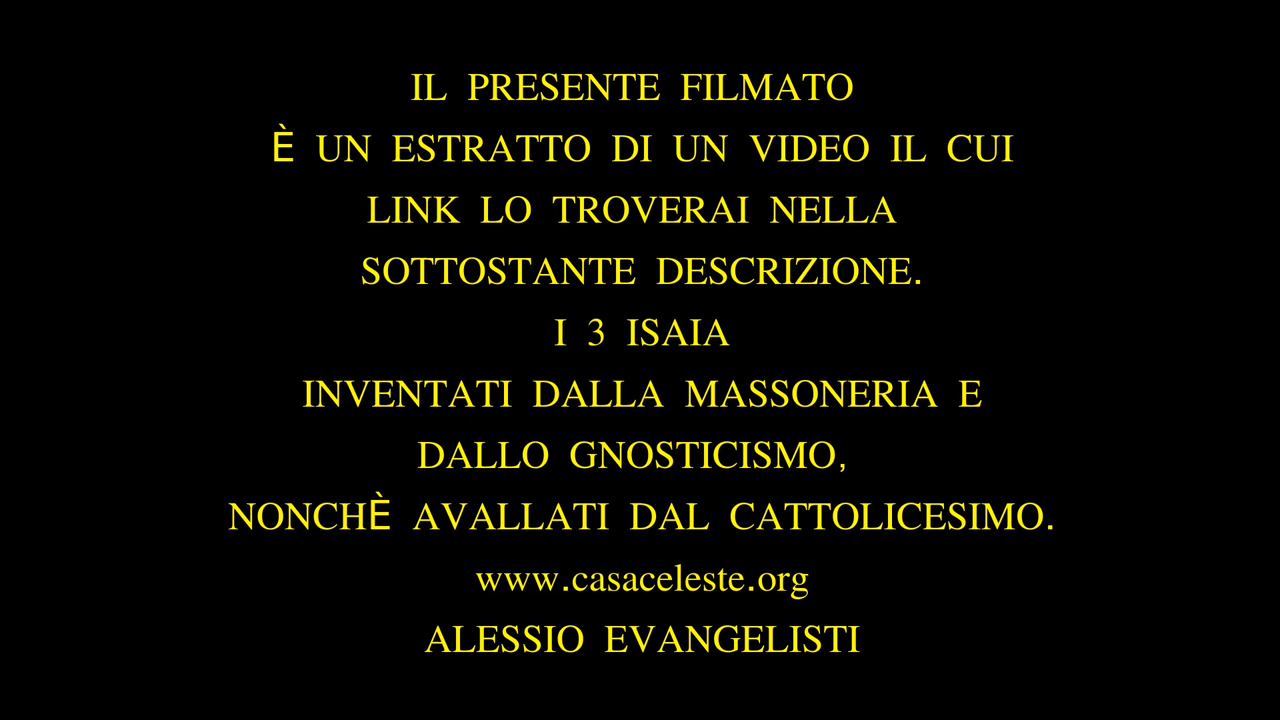 IL PRESENTE FILMATO
È UN ESTRATTO DI UN VIDEO IL CUI
LINK LO TROVERAI NELLA
SOTTOSTANTE DESCRIZIONE.
I 3 ISAIA
INVENTATI DALLA MASSONERIA E
DALLO GNOSTICISMO,
NONCHÈ AVALLATI DAL CATTOLICESIMO.
www.casaceleste.org
ALESSIO EVANGELISTI